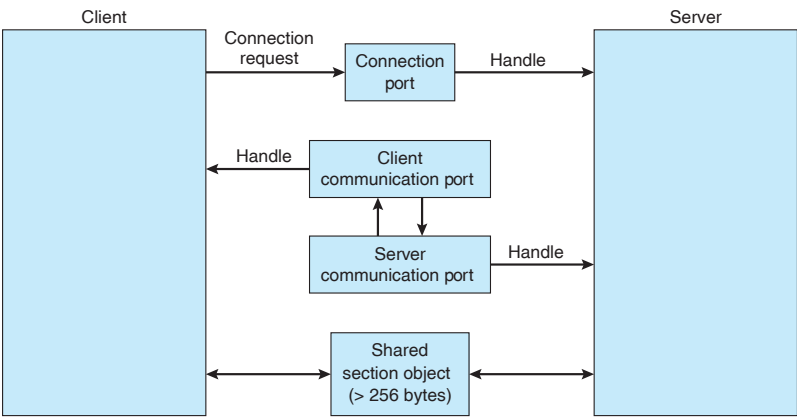 Client
Server
Connection
request
Connection
port
Handle
Handle
Client
communication port
Server
communication port
Handle
Shared
section object
(> 256 bytes)